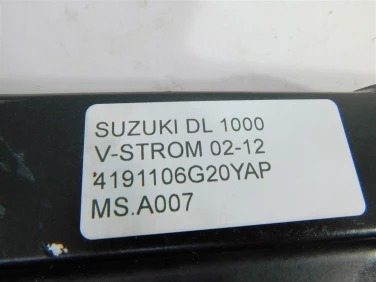 SUZUKI DL 1000
V-STROM 02-12
4191106G20YAP
MS.A007